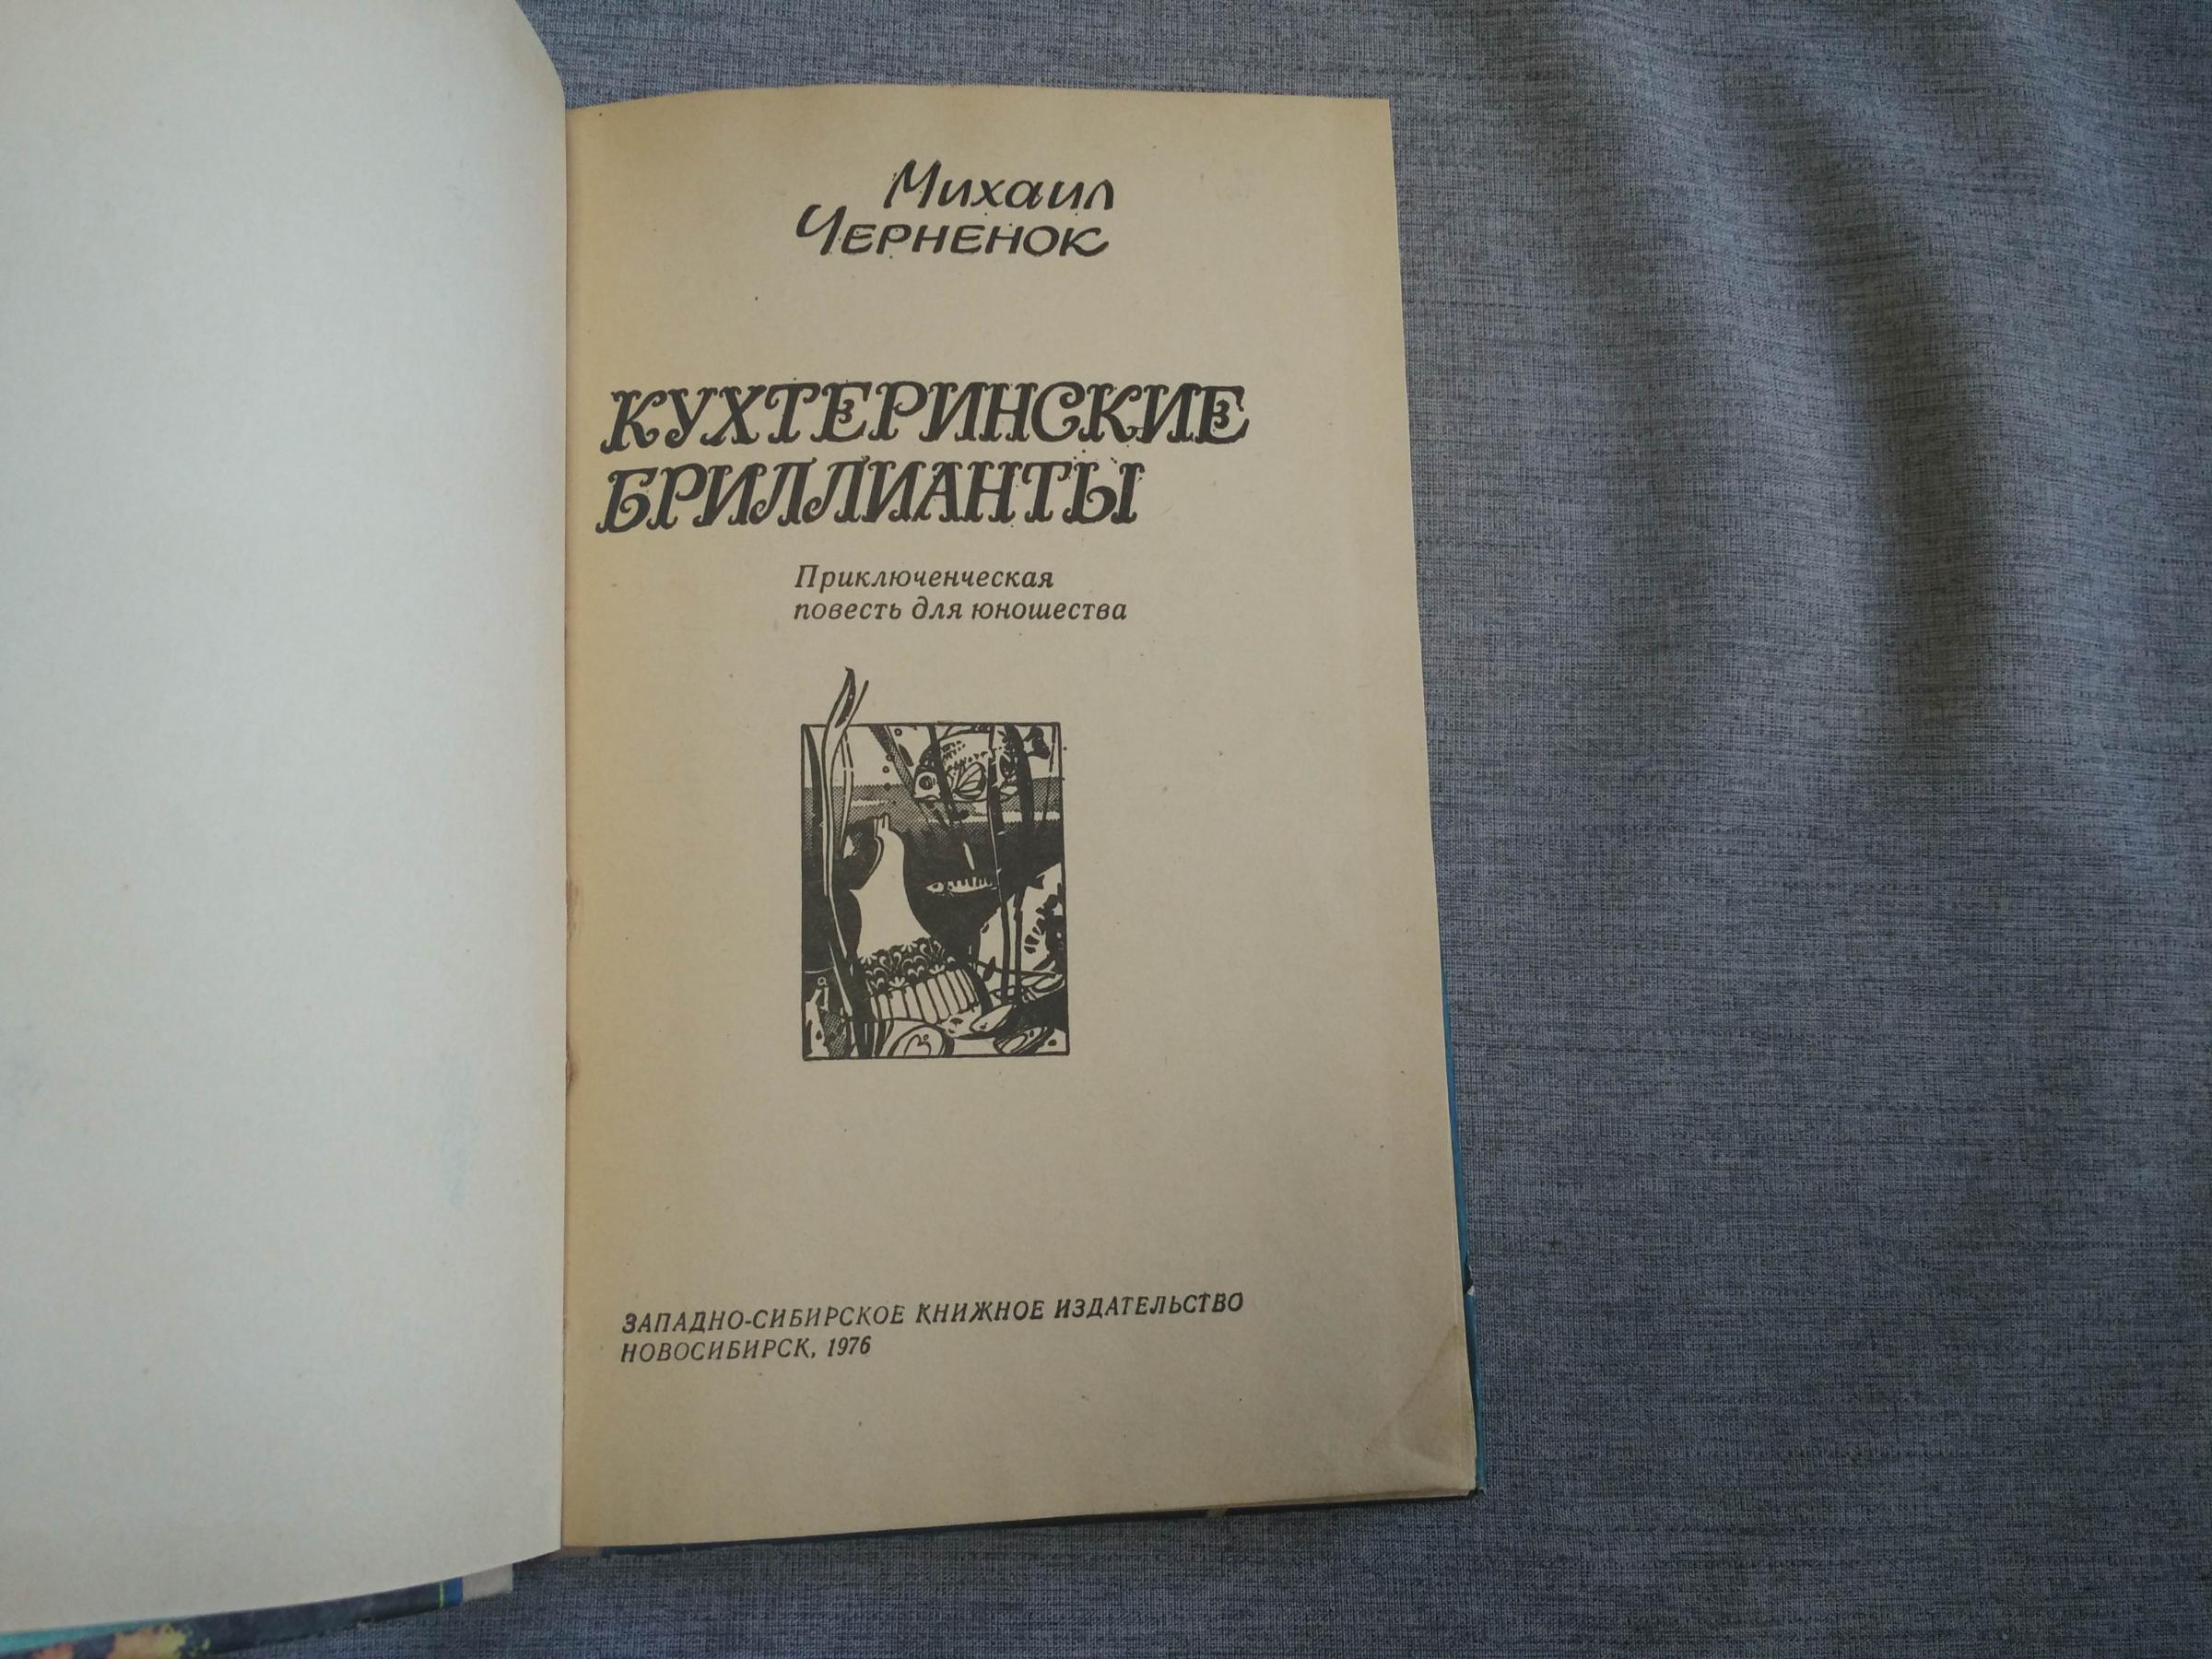 Михаил
ЧЕРНЕНОК
КУХТЕРИНСКИЕ
БРИЛЛИАНТЫ
Приключенческая
повесть для юношества
ЗАПАДНО-СИБИРСКОЕ КНИЖНОЕ ИЗДАТЕЛЬСТВО
НОВОСИБИРСК, 1976